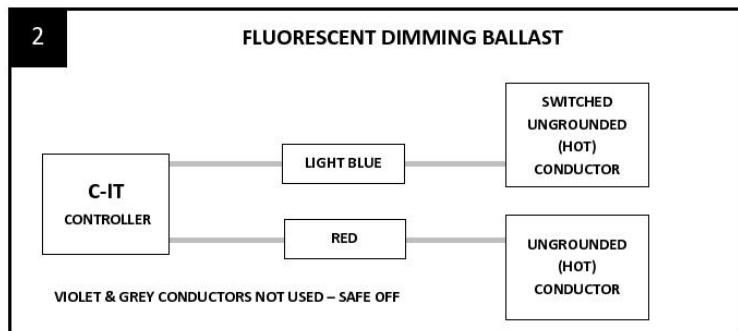 2
FLUORESCENT DIMMING BALLAST
SWITCHED
UNGROUNDED
(HOT)
CONDUCTOR
LIGHT BLUE
C-IT
CONTROLLER
RED
UNGROUNDED
(HOT)
CONDUCTOR
VIOLET & GREY CONDUCTORS NOT USED – SAFE OFF